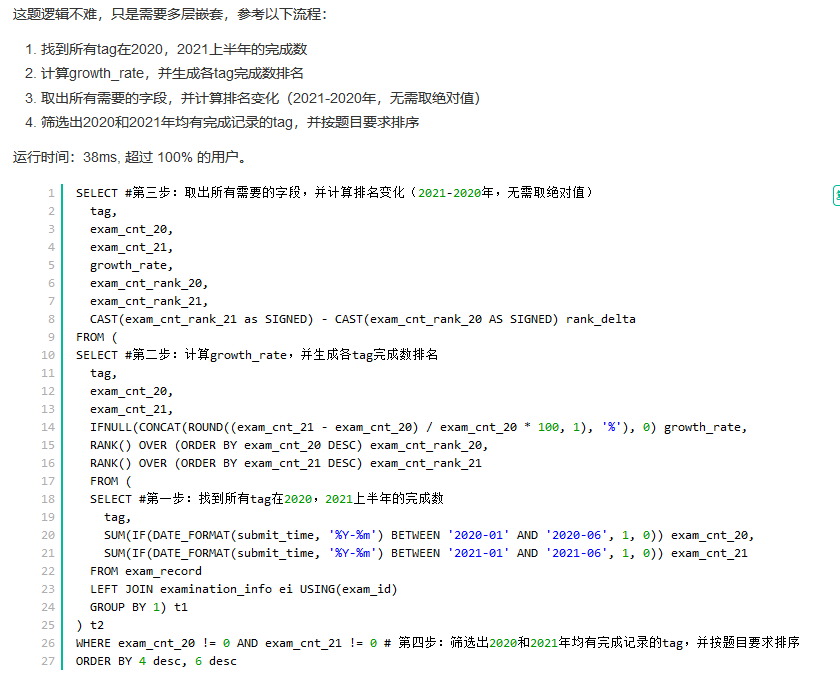 这题逻辑不难，只是需要多层嵌套，参考以下流程：
1. 找到所有tag在2020，2021上半年的完成数
2. 计算growth_rate，并生成各tag完成数排名
3. 取出所有需要的字段，并计算排名变化（2021-2020年，无需取绝对值）
4. 筛选出2020和2021年均有完成记录的tag，并按题目要求排序
运行时间：38ms, 超过 100% 的用户。
1 SELECT #第三步：取出所有需要的字段，并计算排名变化（2021-2020年，无需取绝对值）
2   tag,
3   exam_cnt_20,
4   exam_cnt_21,
5   growth_rate,
6   exam_cnt_rank_20,
7   exam_cnt_rank_21,
8   CAST(exam_cnt_rank_21 as SIGNED) - CAST(exam_cnt_rank_20 AS SIGNED) rank_delta
9 FROM (
10 SELECT #第二步：计算growth_rate，并生成各tag完成数排名
11   tag,
12   exam_cnt_20,
13   exam_cnt_21,
14   IFNULL(CONCAT(ROUND((exam_cnt_21 - exam_cnt_20) / exam_cnt_20 * 100, 1), '%'), 0) growth_rate,
15   RANK() OVER (ORDER BY exam_cnt_20 DESC) exam_cnt_rank_20,
16   RANK() OVER (ORDER BY exam_cnt_21 DESC) exam_cnt_rank_21
17   FROM (
18   SELECT #第一步：找到所有tag在2020，2021上半年的完成数
19     tag,
20     SUM(IF(DATE_FORMAT(submit_time, '%Y-%m') BETWEEN '2020-01' AND '2020-06', 1, 0)) exam_cnt_20,
21     SUM(IF(DATE_FORMAT(submit_time, '%Y-%m') BETWEEN '2021-01' AND '2021-06', 1, 0)) exam_cnt_21
22   FROM exam_record
23   LEFT JOIN examination_info ei USING(exam_id)
24   GROUP BY 1) t1
25 ) t2
26 WHERE exam_cnt_20 != 0 AND exam_cnt_21 != 0 # 第四步：筛选出2020和2021年均有完成记录的tag，并按题目要求排序
27 ORDER BY 4 desc, 6 desc